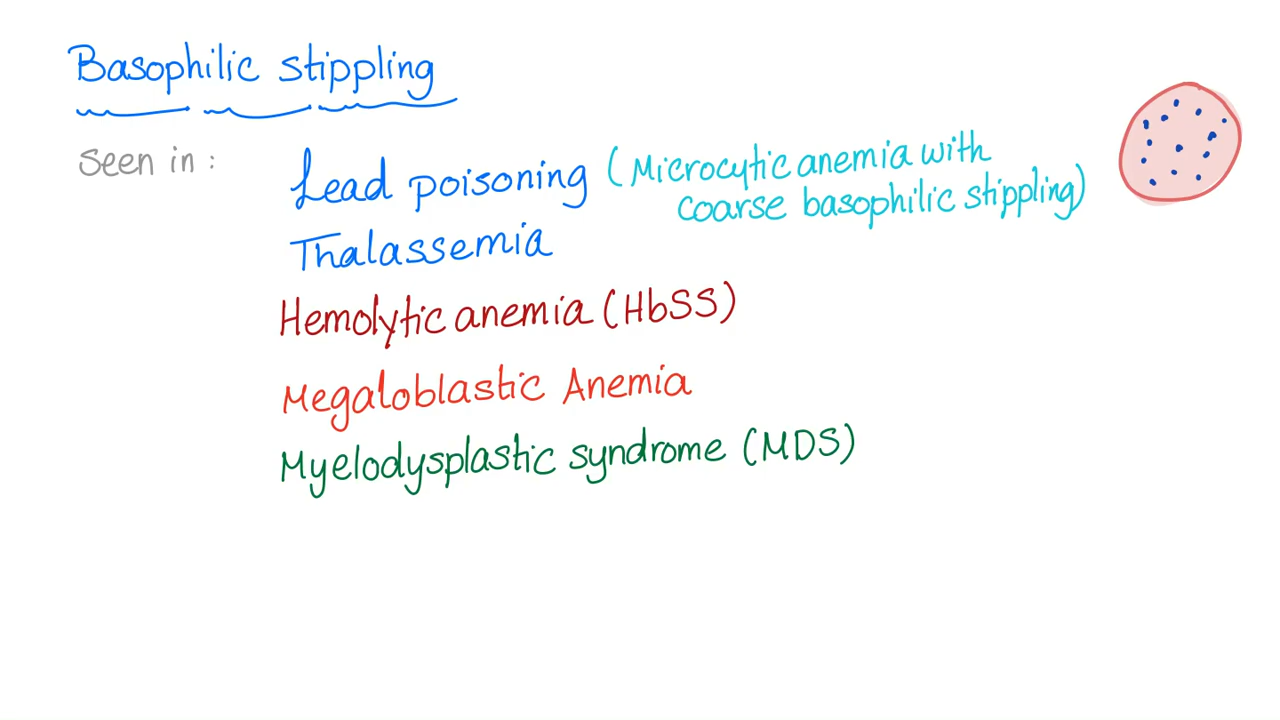 Basophilic stippling
seen in :
Lead poisoning (Microcytic anemia with
coarse basophilic stippling)
Thalassemia
Hemolytic anemia (HbSS)
Megaloblastic Anemia
Myelodysplastic syndrome (MDS)